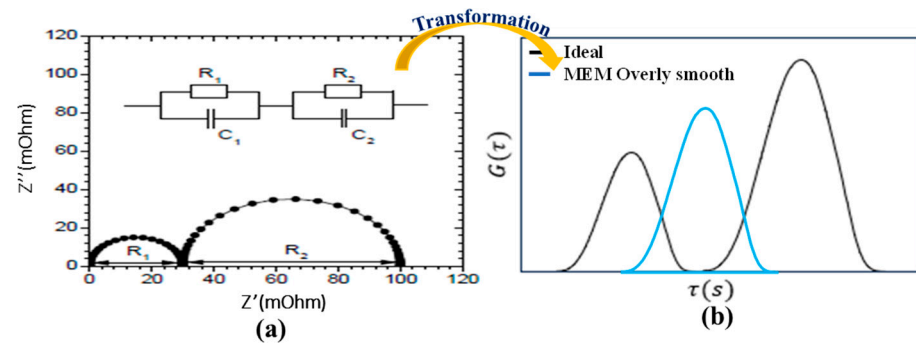 Transformation
120
100
80
60
40
20
0
Z''(mOhm)
R1
R2
C1
C2
R1
R2
0
20
40
60
80
100
120
Z'(mOhm)
(a)
Ideal
MEM Overly smooth
G(τ)
τ(s)
(b)